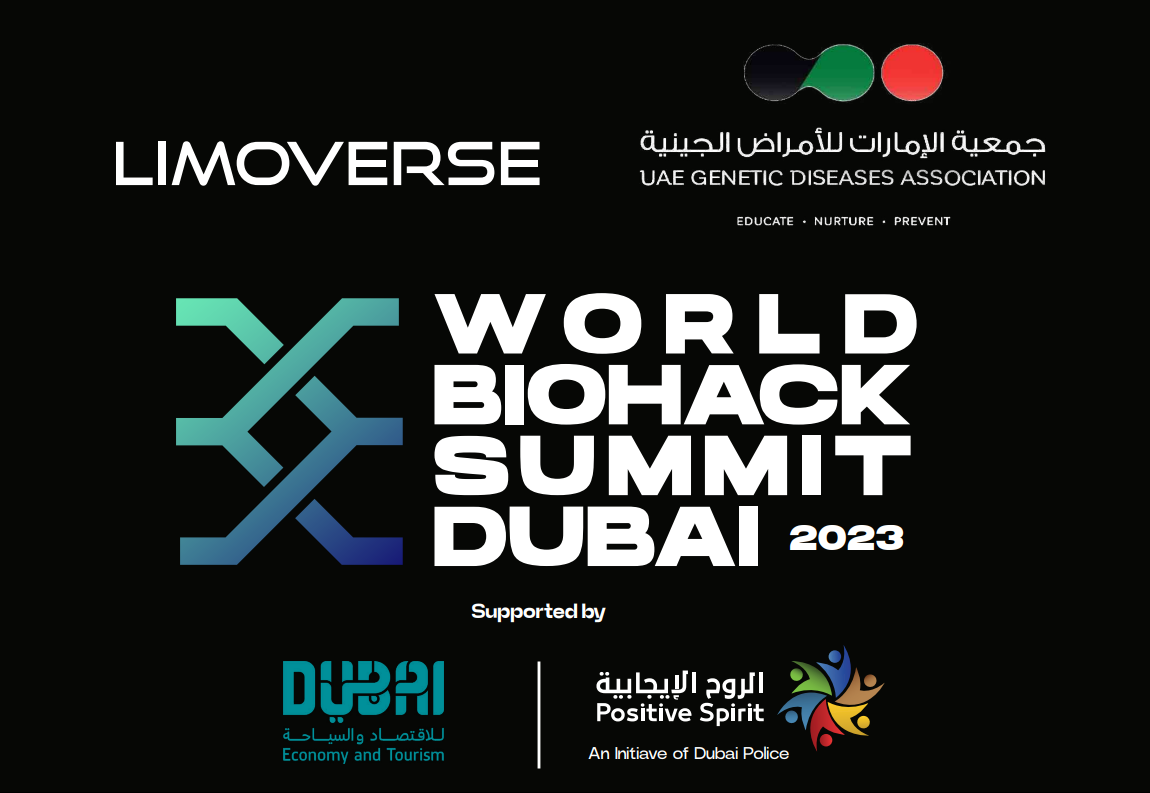 LIMOVERSE
جمعية الإمارات للأمراض الجينية
UAE GENETIC DISEASES ASSOCIATION
EDUCATE • NURTURE • PREVENT
WORLD
BIOHACK
SUMMIT
DUBAI 2023
Supported by
DUBAI
للاقتصاد والسياحة
Economy and Tourism
الروح الإيجابية
Positive Spirit
An Initiave of Dubai Police